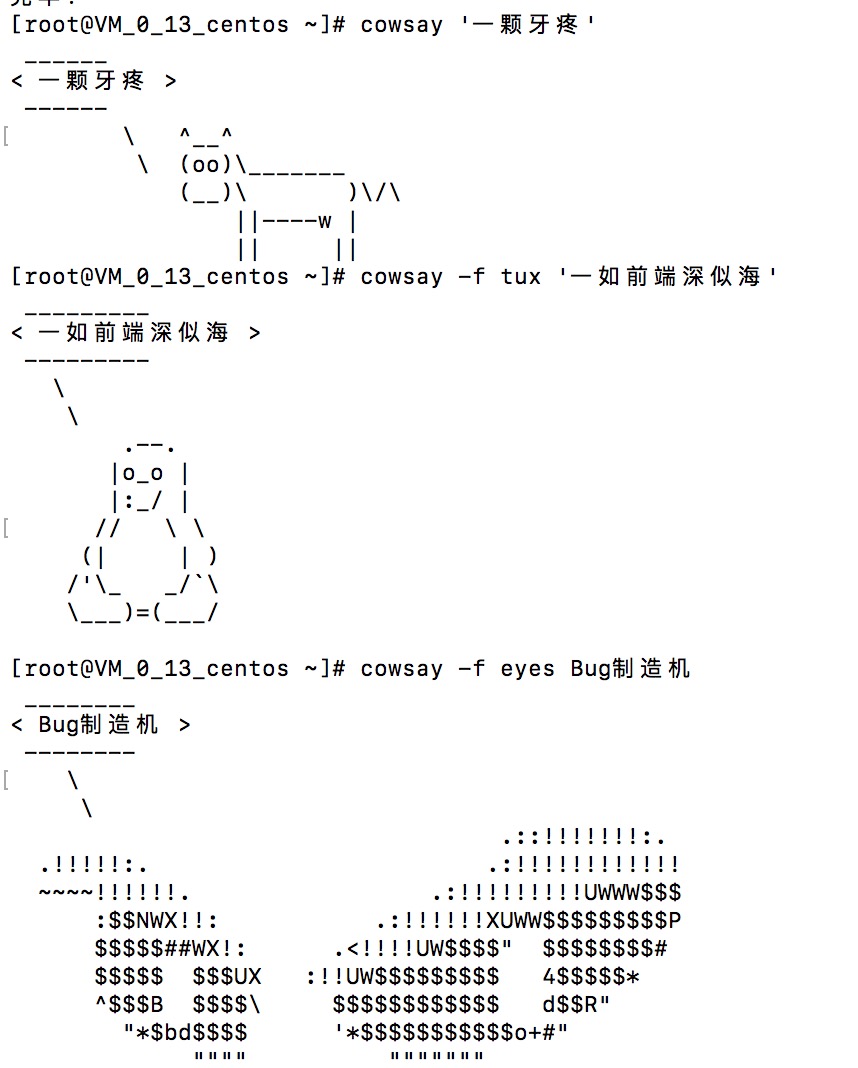 [root@VM_0_13_centos ~]# cowsay '一颗牙疼'
 ______
< 一颗牙疼 >
 ------
        \   ^__^
         \  (oo)\_______
            (__)\       )\/\
                ||----w |
                ||     ||
[root@VM_0_13_centos ~]# cowsay -f tux '一如前端深似海'
 _________
< 一如前端深似海 >
 ---------
   \
    \
        .--.
       |o_o |
       |:_/ |
      //   \ \
     (|     | )
    /'\_   _/`\
    \___)=(___/
[root@VM_0_13_centos ~]# cowsay -f eyes Bug制造机
 ________
< Bug制造机 >
 --------
    \
     \
                                   .::!!!!!!!:.
  .!!!!!:.                        .:!!!!!!!!!!!!
  ~~~~!!!!!!.                 .:!!!!!!!!!UWWW$$$
      :$$NWX!!:           .:!!!!!!XUWW$$$$$$$$$P
      $$$$$##WX!:      .<!!!!UW$$$$"  $$$$$$$$#
      $$$$$  $$$UX   :!!UW$$$$$$$$$   4$$$$$*
      ^$$$B  $$$$\     $$$$$$$$$$$$   d$$R"
        "*$bd$$$$      '*$$$$$$$$$$$o+#"
             """"          """""""